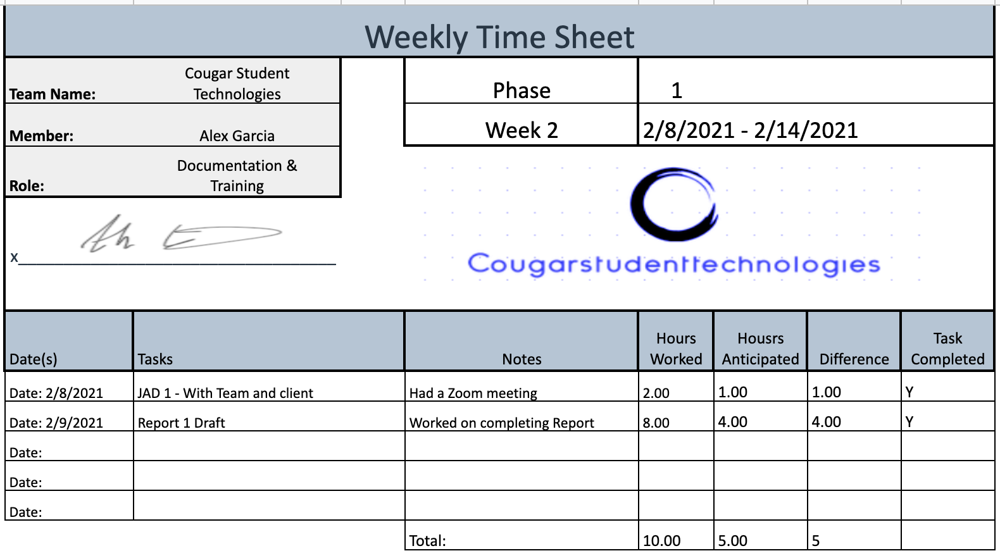 Weekly Time Sheet
Team Name: Cougar Student
Technologies
Phase 1
Member: Alex Garcia
Week 2 2/8/2021 - 2/14/2021
Role: Documentation &
Training
x
Cougarstudenttechnologies
Date(s) Tasks Notes Hours
Worked Housrs
Anticipated Difference Task
Completed
Date: 2/8/2021 JAD 1 - With Team and client Had a Zoom meeting 2.00 1.00 1.00 Y
Date: 2/9/2021 Report 1 Draft Worked on completing Report 8.00 4.00 4.00 Y
Date:
Date:
Date:
Total: 10.00 5.00 5